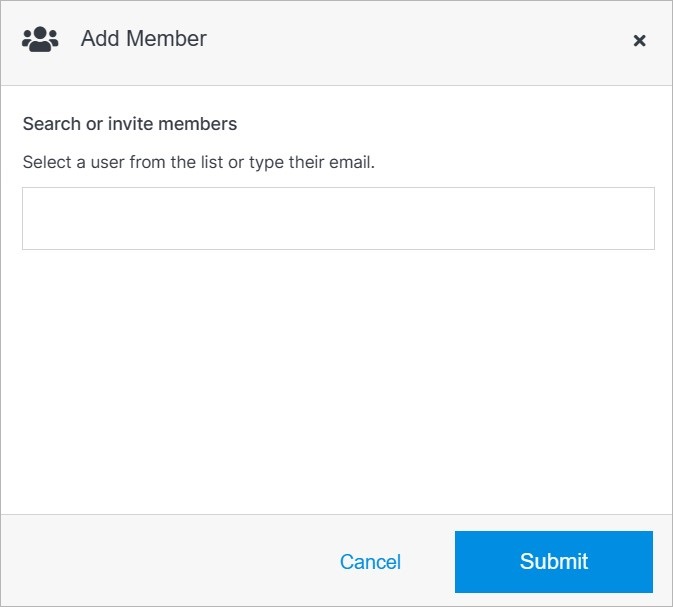 Add Member
Search or invite members
Select a user from the list or type their email.
Cancel
Submit